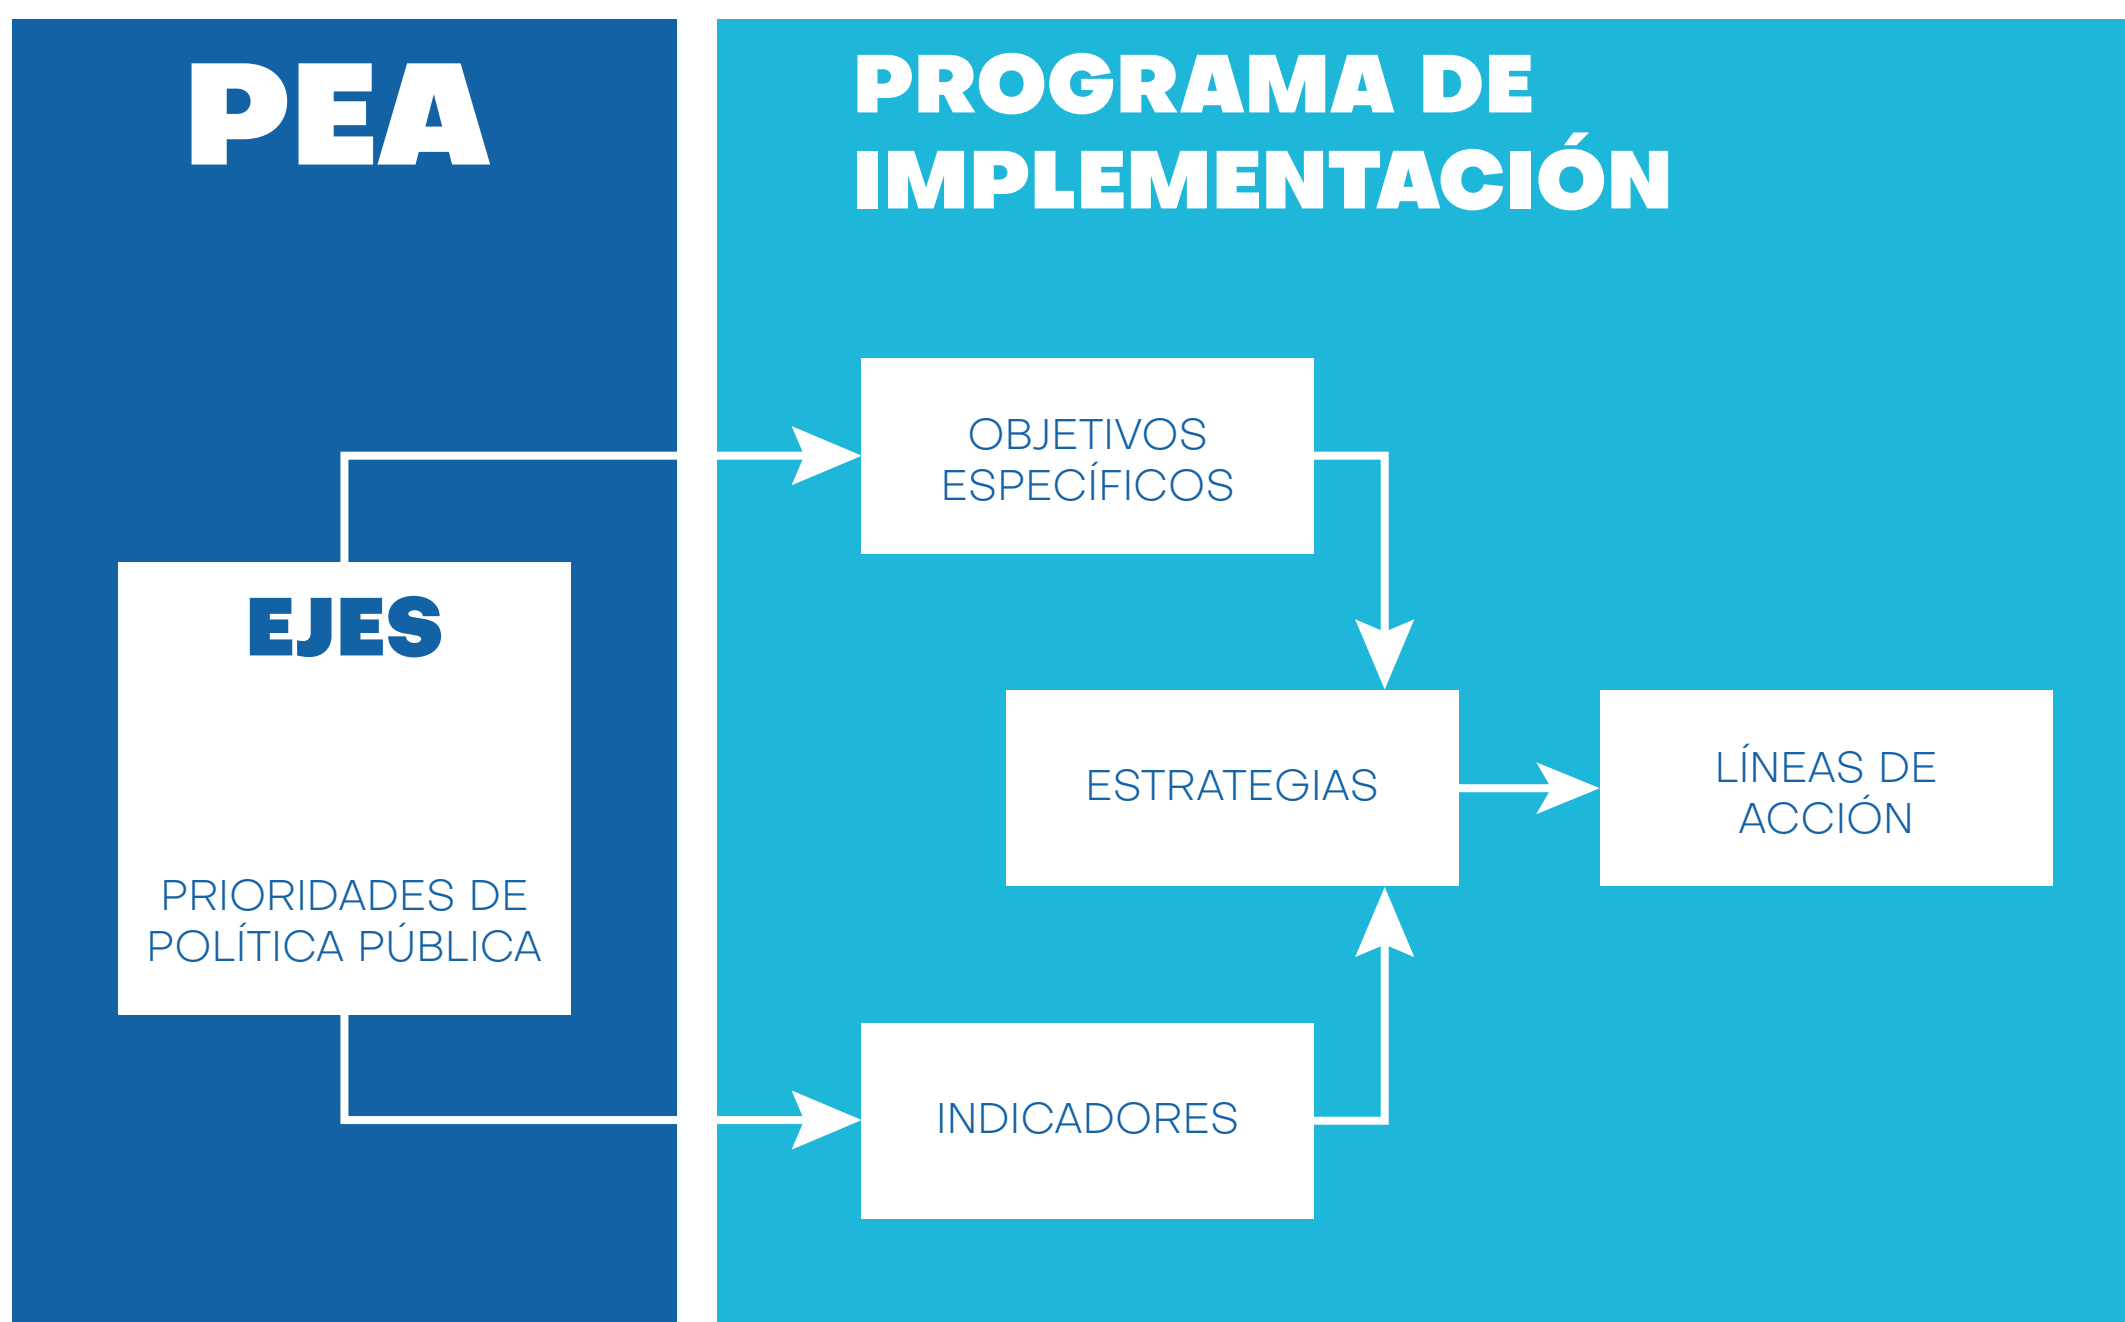 PEA
EJES
PRIORIDADES DE
POLÍTICA PÚBLICA
PROGRAMA DE
IMPLEMENTACIÓN
OBJETIVOS
ESPECÍFICOS
ESTRATEGIAS
LÍNEAS DE
ACCIÓN
INDICADORES